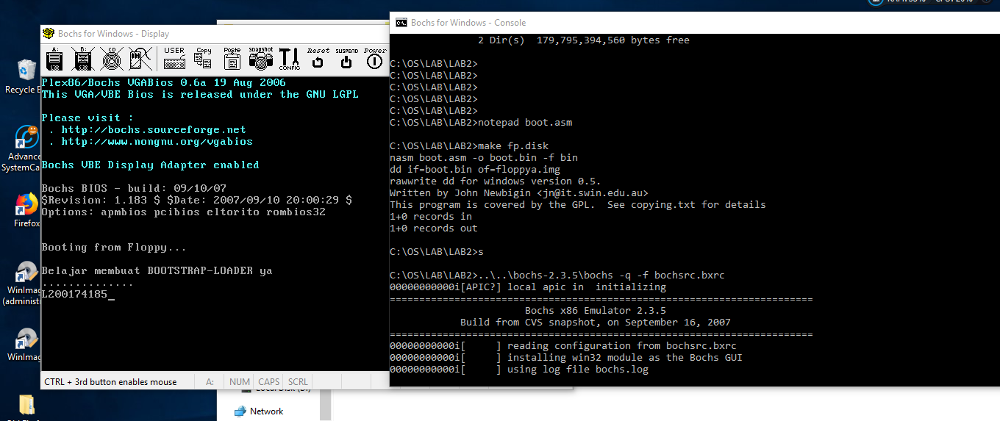 Bochs for Windows - Display
A:
B:
CD
USER
Copy
Poste
snapshot
CONFIG
Reset
SUSPEND
Power
Plex86/Bochs VGABios 0.6a 19 Aug 2006
This VGA/VBE Bios is released under the GNU LGPL
Please visit :
. http://bochs.sourceforge.net
. http://www.nongnu.org/vgabios
Bochs VBE Display Adapter enabled
Bochs BIOS - build: 09/10/07
$Revision: 1.183 $ $Date: 2007/09/10 20:00:29 $
Options: apmbios pcibios eltorito rombios32
Booting from Floppy...
Belajar membuat BOOTSTRAP-LOADER ya
..............
L200174185_
CTRL + 3rd button enables mouse
A:
NUM
CAPS
SCRL
Bochs for Windows - Console
2 Dir(s)  179,795,394,560 bytes free
C:\OS\LAB\LAB2>
C:\OS\LAB\LAB2>
C:\OS\LAB\LAB2>
C:\OS\LAB\LAB2>
C:\OS\LAB\LAB2>
C:\OS\LAB\LAB2>notepad boot.asm
C:\OS\LAB\LAB2>make fp.disk
nasm boot.asm -o boot.bin -f bin
dd if=boot.bin of=floppya.img
rawwrite dd for windows version 0.5.
Written by John Newbigin <jn@it.swin.edu.au>
This program is covered by the GPL.  See copying.txt for details
1+0 records in
1+0 records out
C:\OS\LAB\LAB2>s
C:\OS\LAB\LAB2>..\..\bochs-2.3.5\bochs -q -f bochsrc.bxrc
00000000000i[APIC?] local apic in  initializing
========================================================================
Bochs x86 Emulator 2.3.5
Build from CVS snapshot, on September 16, 2007
========================================================================
00000000000i[     ] reading configuration from bochsrc.bxrc
00000000000i[     ] installing win32 module as the Bochs GUI
00000000000i[     ] using log file bochs.log
Recycle B
Advance
SystemCa
Firefox
WinImag
(administ
WinImag
Network